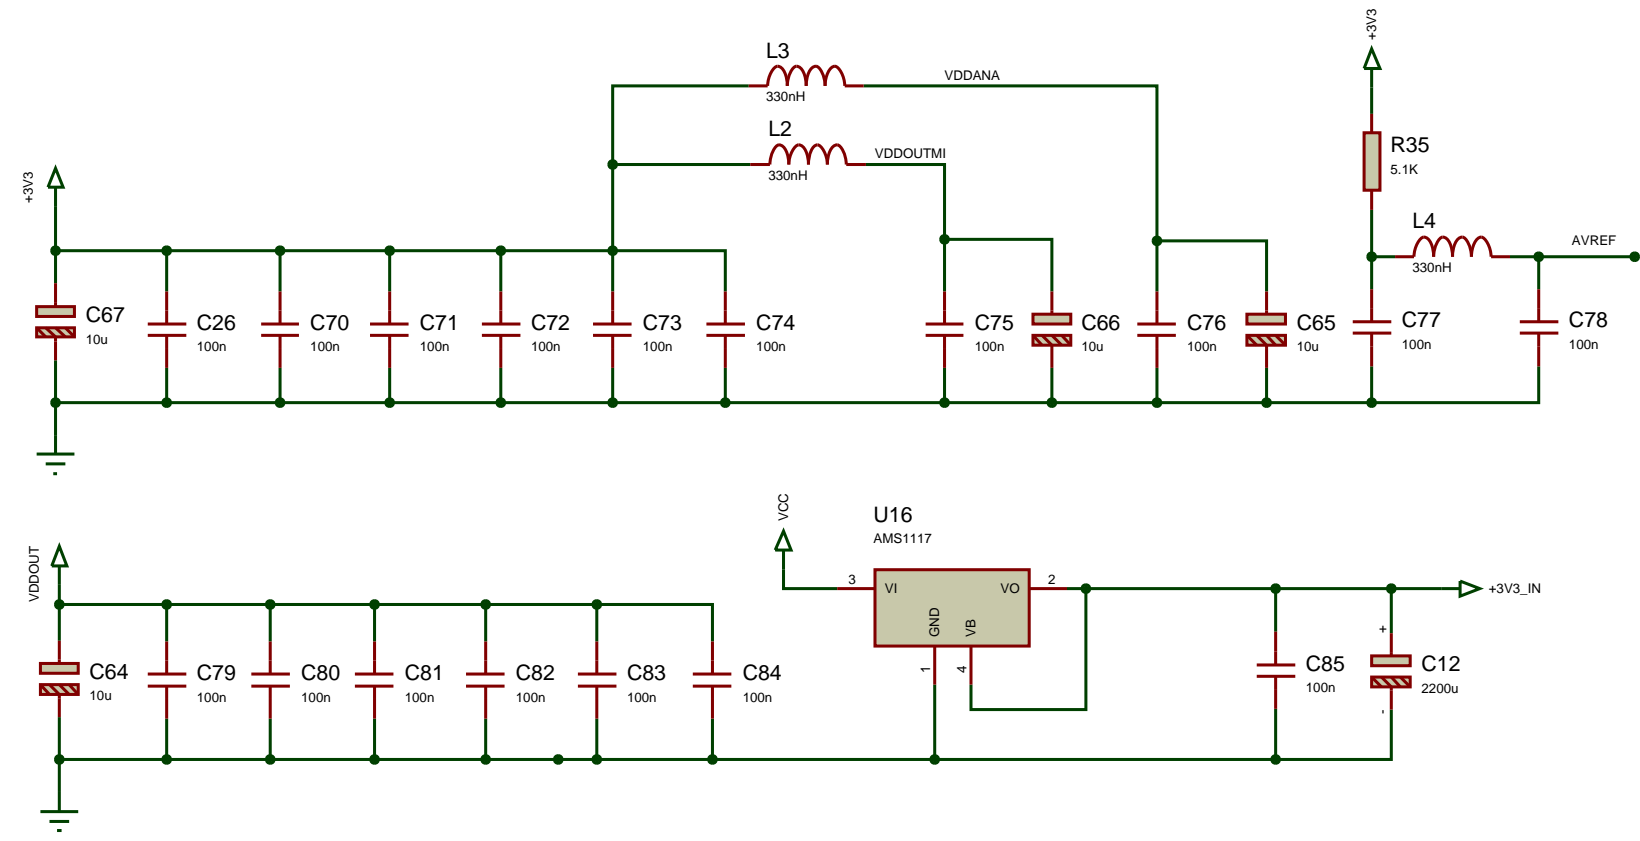 +3V3
L3
330nH
VDDANA
L2
330nH
VDDOUTMI
+3V3
R35
5.1K
L4
330nH
AVREF
C67
10u
C26
100n
C70
100n
C71
100n
C72
100n
C73
100n
C74
100n
C75
100n
C66
10u
C76
100n
C65
10u
C77
100n
C78
100n
VDDOUT
C64
10u
C79
100n
C80
100n
C81
100n
C82
100n
C83
100n
C84
100n
VCC
U16
AMS1117
3
VI
VO
2
GND
VB
1
4
+3V3_IN
C85
100n
+
C12
2200u
-